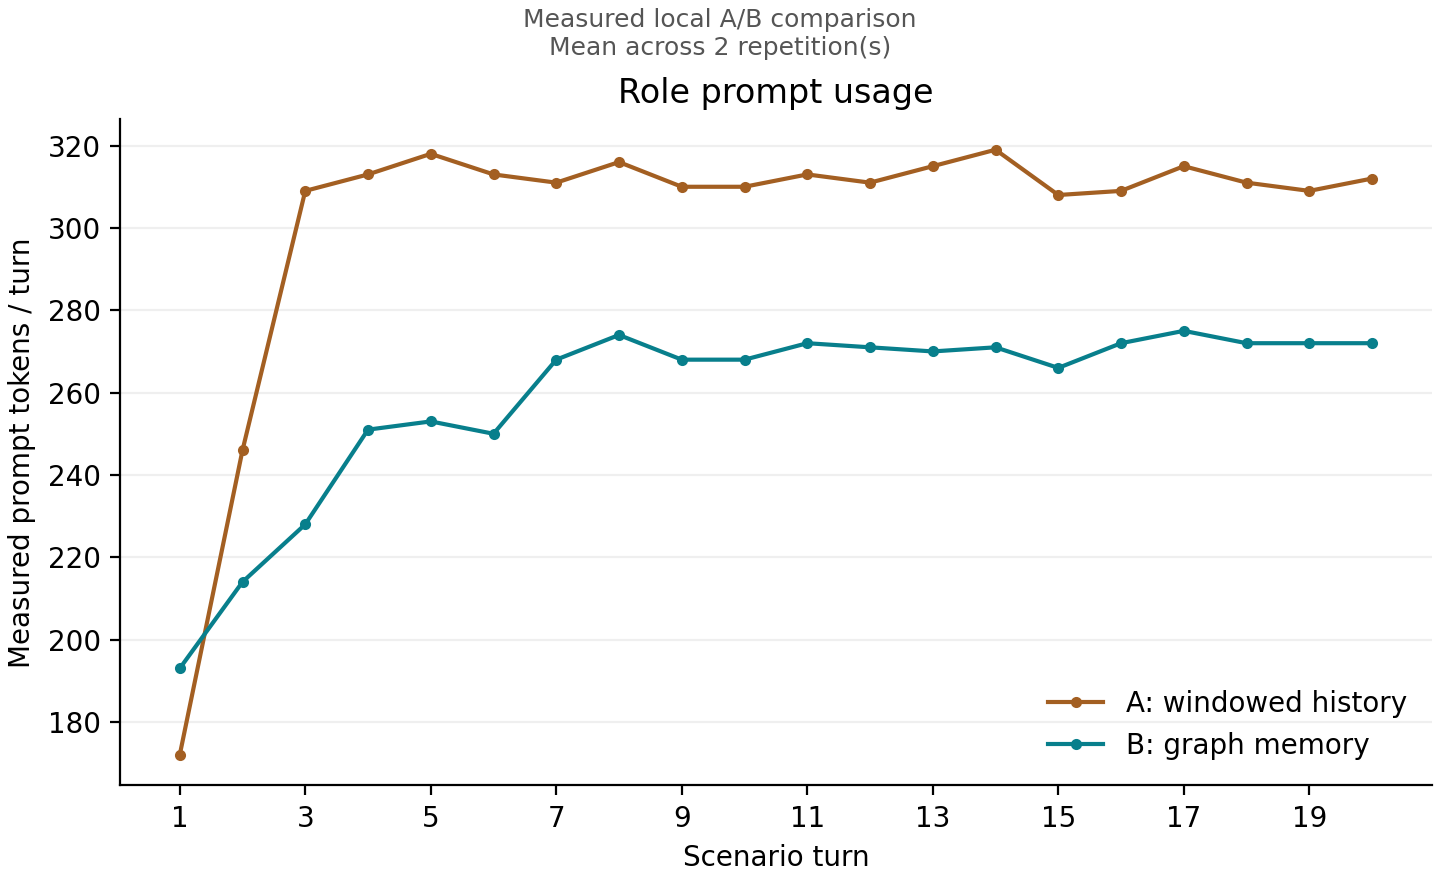 Measured local A/B comparison
Mean across 2 repetition(s)
Role prompt usage
Measured prompt tokens / turn
320
300
280
260
240
220
200
180
A: windowed history
B: graph memory
1 3 5 7 9 11 13 15 17 19
Scenario turn